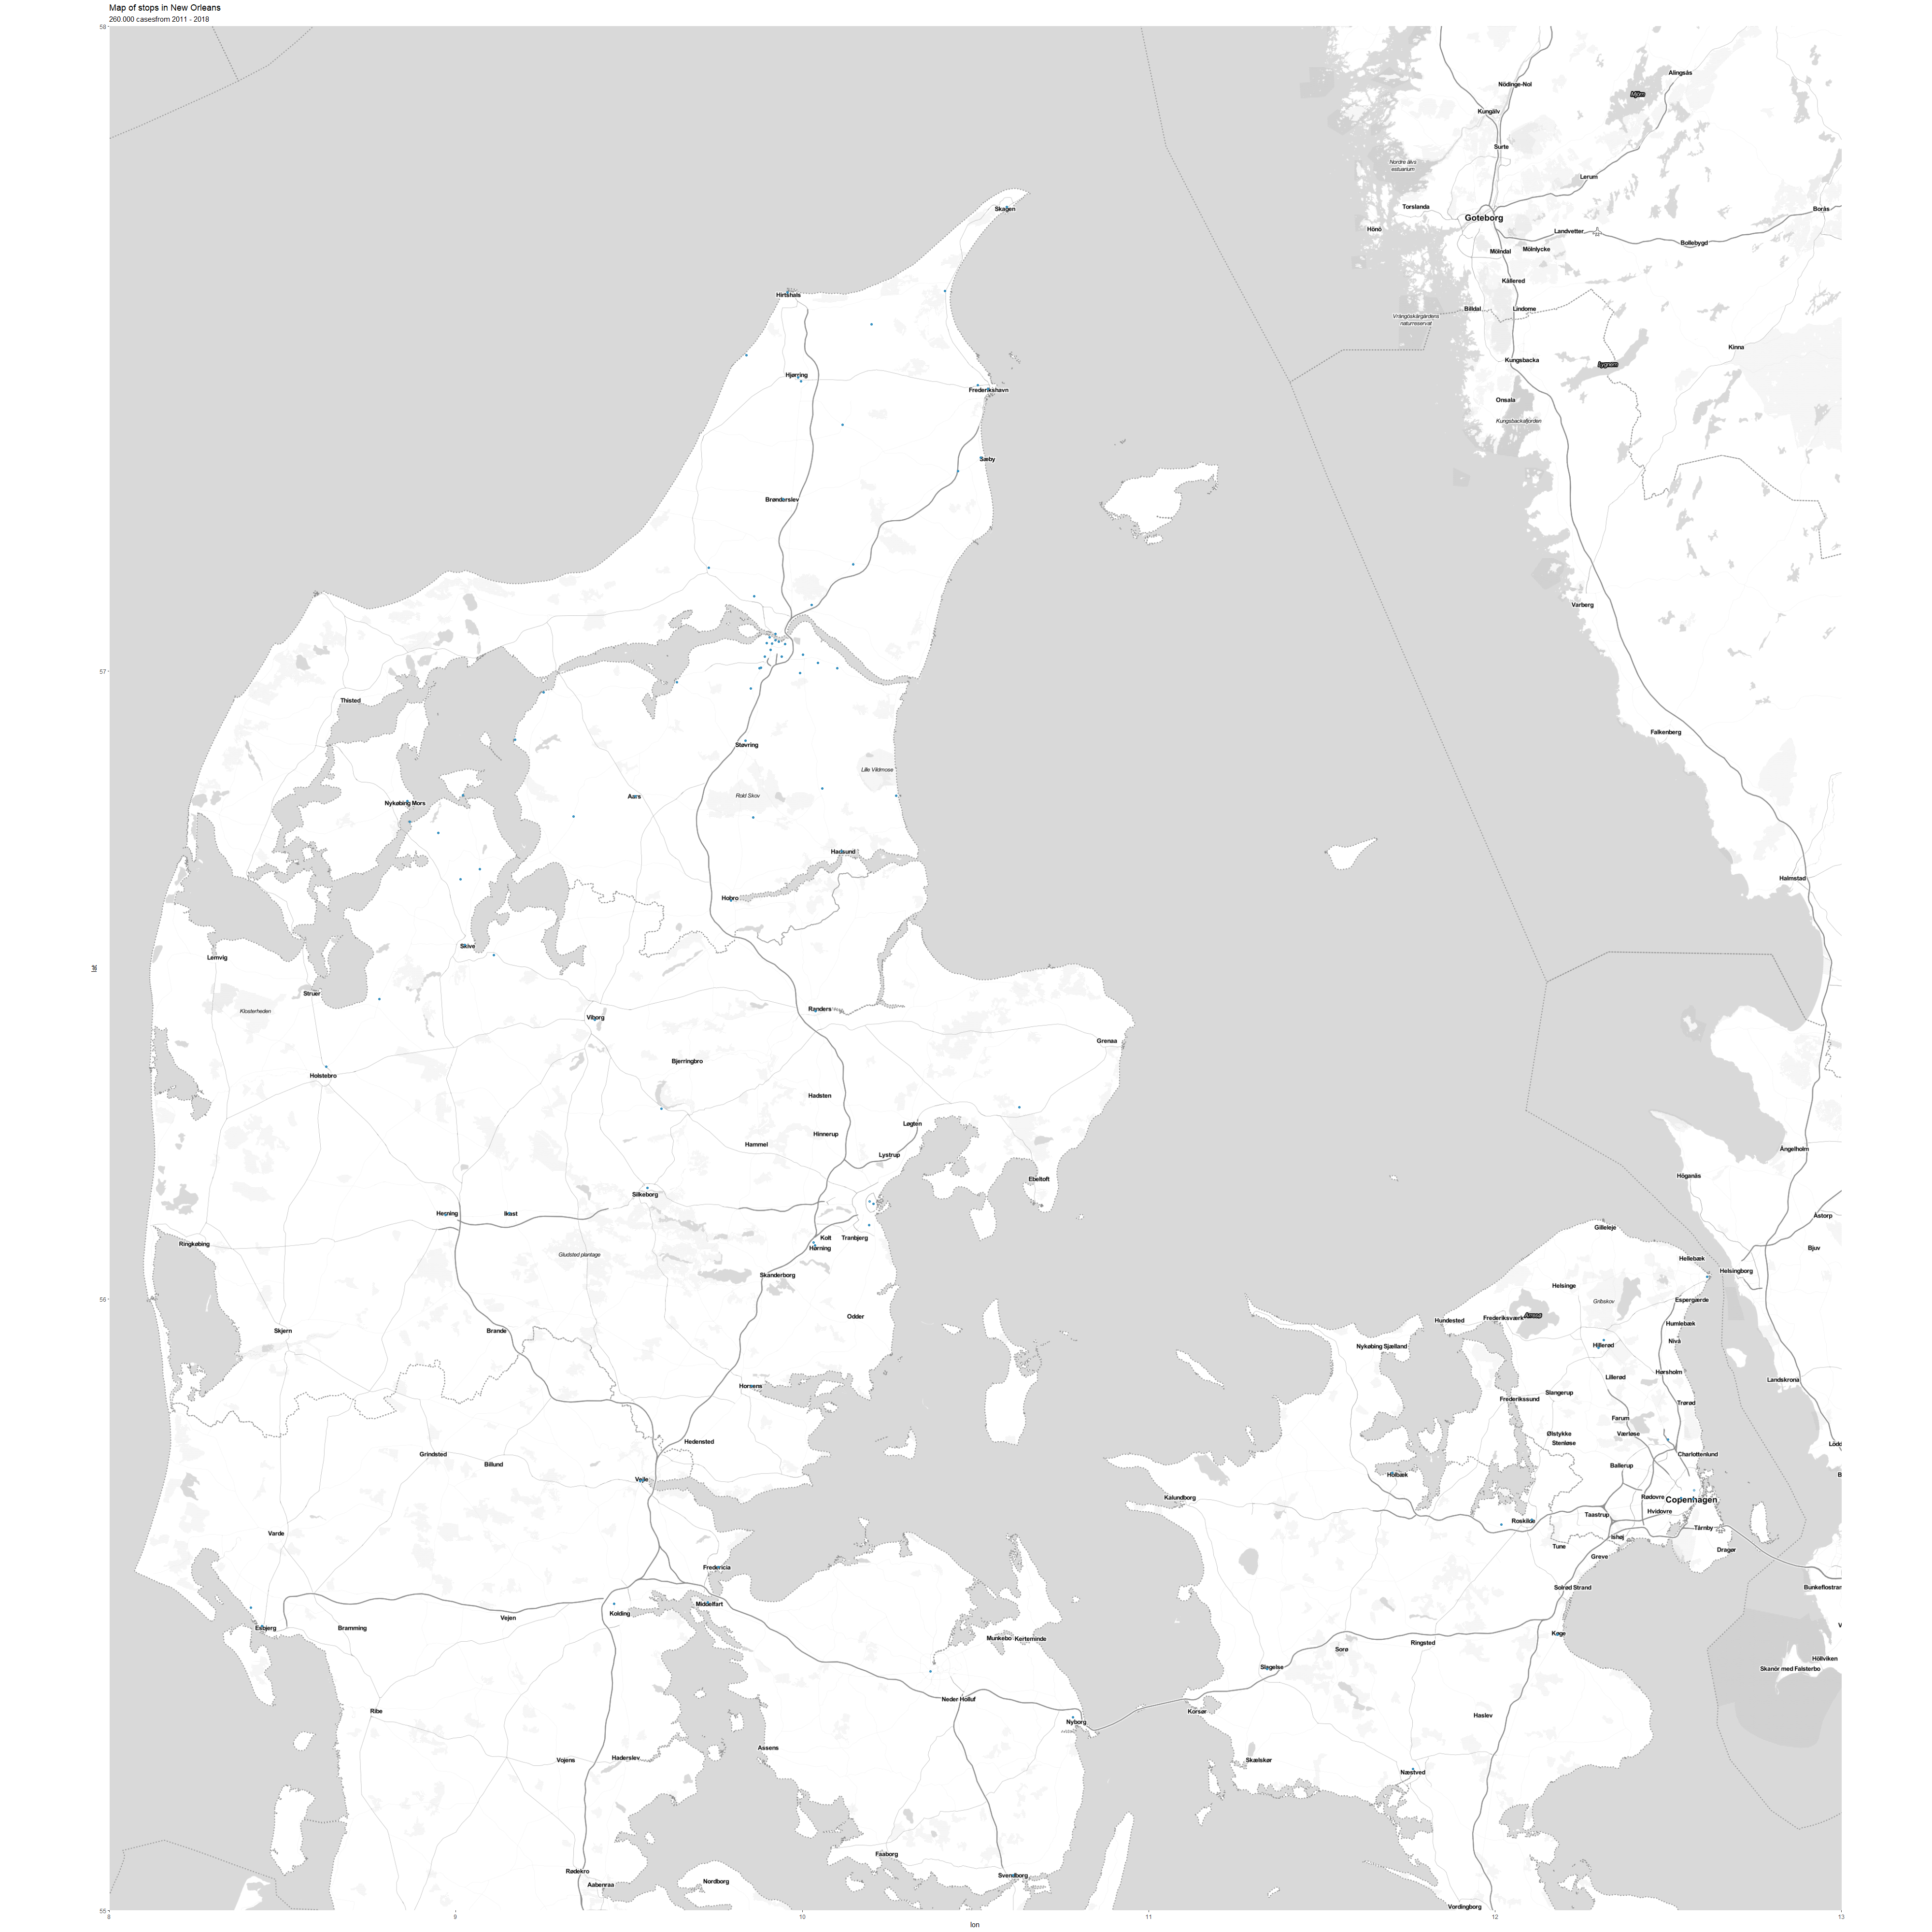 Map of stops in New Orleans
260.000 casesfrom 2011 - 2018
58
Alingsås
Nödinge-Nol
Mjörn
Kungälv
Surte
Nordre älvs
estuarium
Lerum
Torslanda
Borås
Skagen
Goteborg
Hönö
Landvetter
Bollebygd
Mölndal
Mölnlycke
Kållered
Hirtshals
Billdal
Lindome
Vrångöskärgårdens
naturreservat
Kinna
Kungsbacka
Lygnern
Hjørring
Frederikshavn
Onsala
Kungsbackafjorden
Sæby
Brønderslev
Varberg
57
Thisted
Falkenberg
Støvring
Lille Vildmose
Rold Skov
Aars
Nykøbing Mors
Hadsund
Halmstad
Holbro
Skive
Lemvig
lat
Struer
Klosterheden
Randers
Viborg
Grenaa
Bjerringbro
Holstebro
Hadsten
Løgten
Hinnerup
Hammel
Ängelholm
Lystrup
Höganäs
Ebeltoft
Silkeborg
Herning
Ikast
Åstorp
Gilleleje
Kolt
Tranbjerg
Ringkøbing
Hørning
Bjuv
Gludsted plantage
Hellebæk
Helsingborg
Skanderborg
Helsinge
56
Espergærde
Gribskov
Arresø
Odder
Frederiksværk
Hundested
Humlebæk
Skjern
Brande
Nivå
Nykøbing Sjælland
Hillerød
Hørsholm
Lillerød
Landskrona
Horsens
Slangerup
Frederikssund
Trørød
Farum
Ølstykke
Værløse
Hedensted
Stenløse
Grindsted
Charlottenlund
Billund
Ballerup
Holbæk
Vejle
Kalundborg
Rødovre
Copenhagen
Hvidovre
Taastrup
Roskilde
Tårnby
Varde
Ishøj
Tune
Dragør
Greve
Fredericia
Solrød Strand
Middelfart
Kolding
Vejen
Esbjerg
Bramming
Køge
Munkebo
Kerteminde
Ringsted
Sorø
Höllviken
Slagelse
Skanör med Falsterbo
Neder Holluf
Ribe
Korsør
Haslev
Nyborg
Assens
Vojens
Haderslev
Skælskør
Næstved
Faaborg
Rødekro
Svendborg
Nordborg
Aabenraa
Vordingborg
55
8
9
10
11
12
13
lon